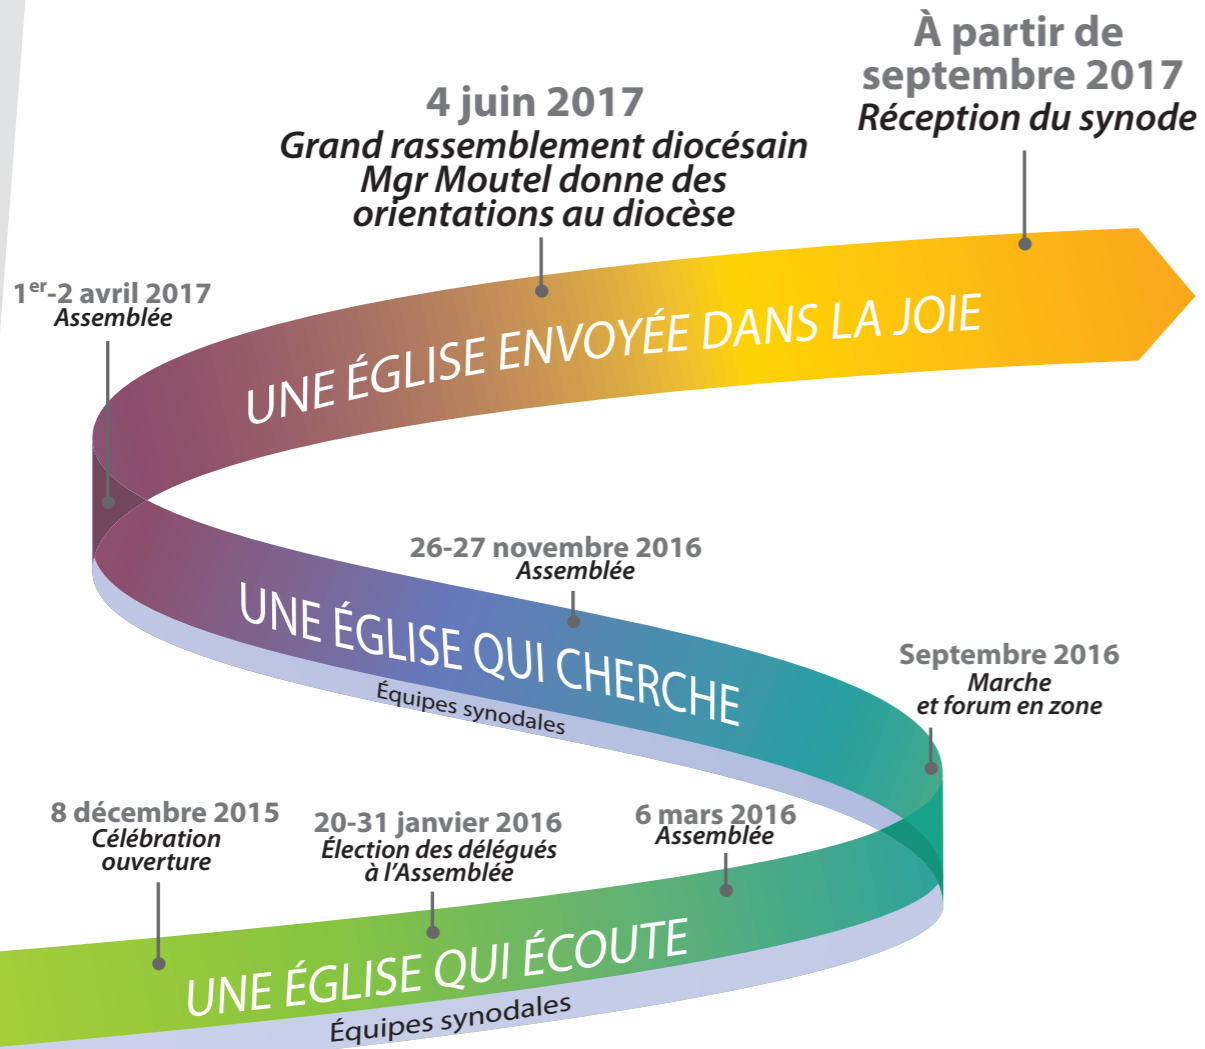 À partir de
septembre 2017
Réception du synode
4 juin 2017
Grand rassemblement diocésain
Mgr Moutel donne des
orientations au diocèse
1er-2 avril 2017
Assemblée
UNE ÉGLISE ENVOYÉE DANS LA JOIE
26-27 novembre 2016
Assemblée
UNE ÉGLISE QUI CHERCHE
Équipes synodales
Septembre 2016
Marche
et forum en zone
8 décembre 2015
Célébration
ouverture
20-31 janvier 2016
Élection des délégués
à l'Assemblée
6 mars 2016
Assemblée
UNE ÉGLISE QUI ÉCOUTE
Équipes synodales